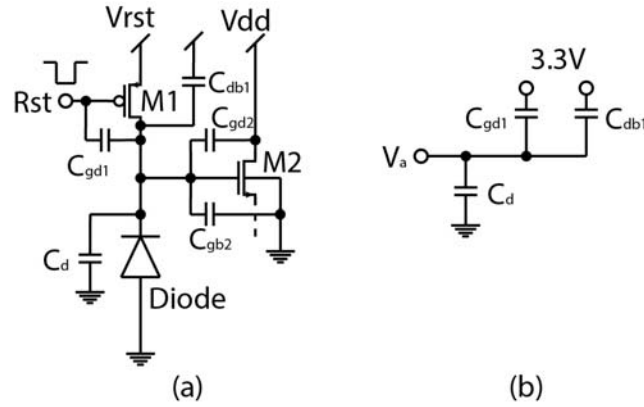 Vrst
Vdd
Rst
M1
Cdb1
Cgd2
Cgd1
M2
Cgb2
Cd
Diode
(a)
3.3V
Cgd1
Cdb1
Va
Cd
(b)